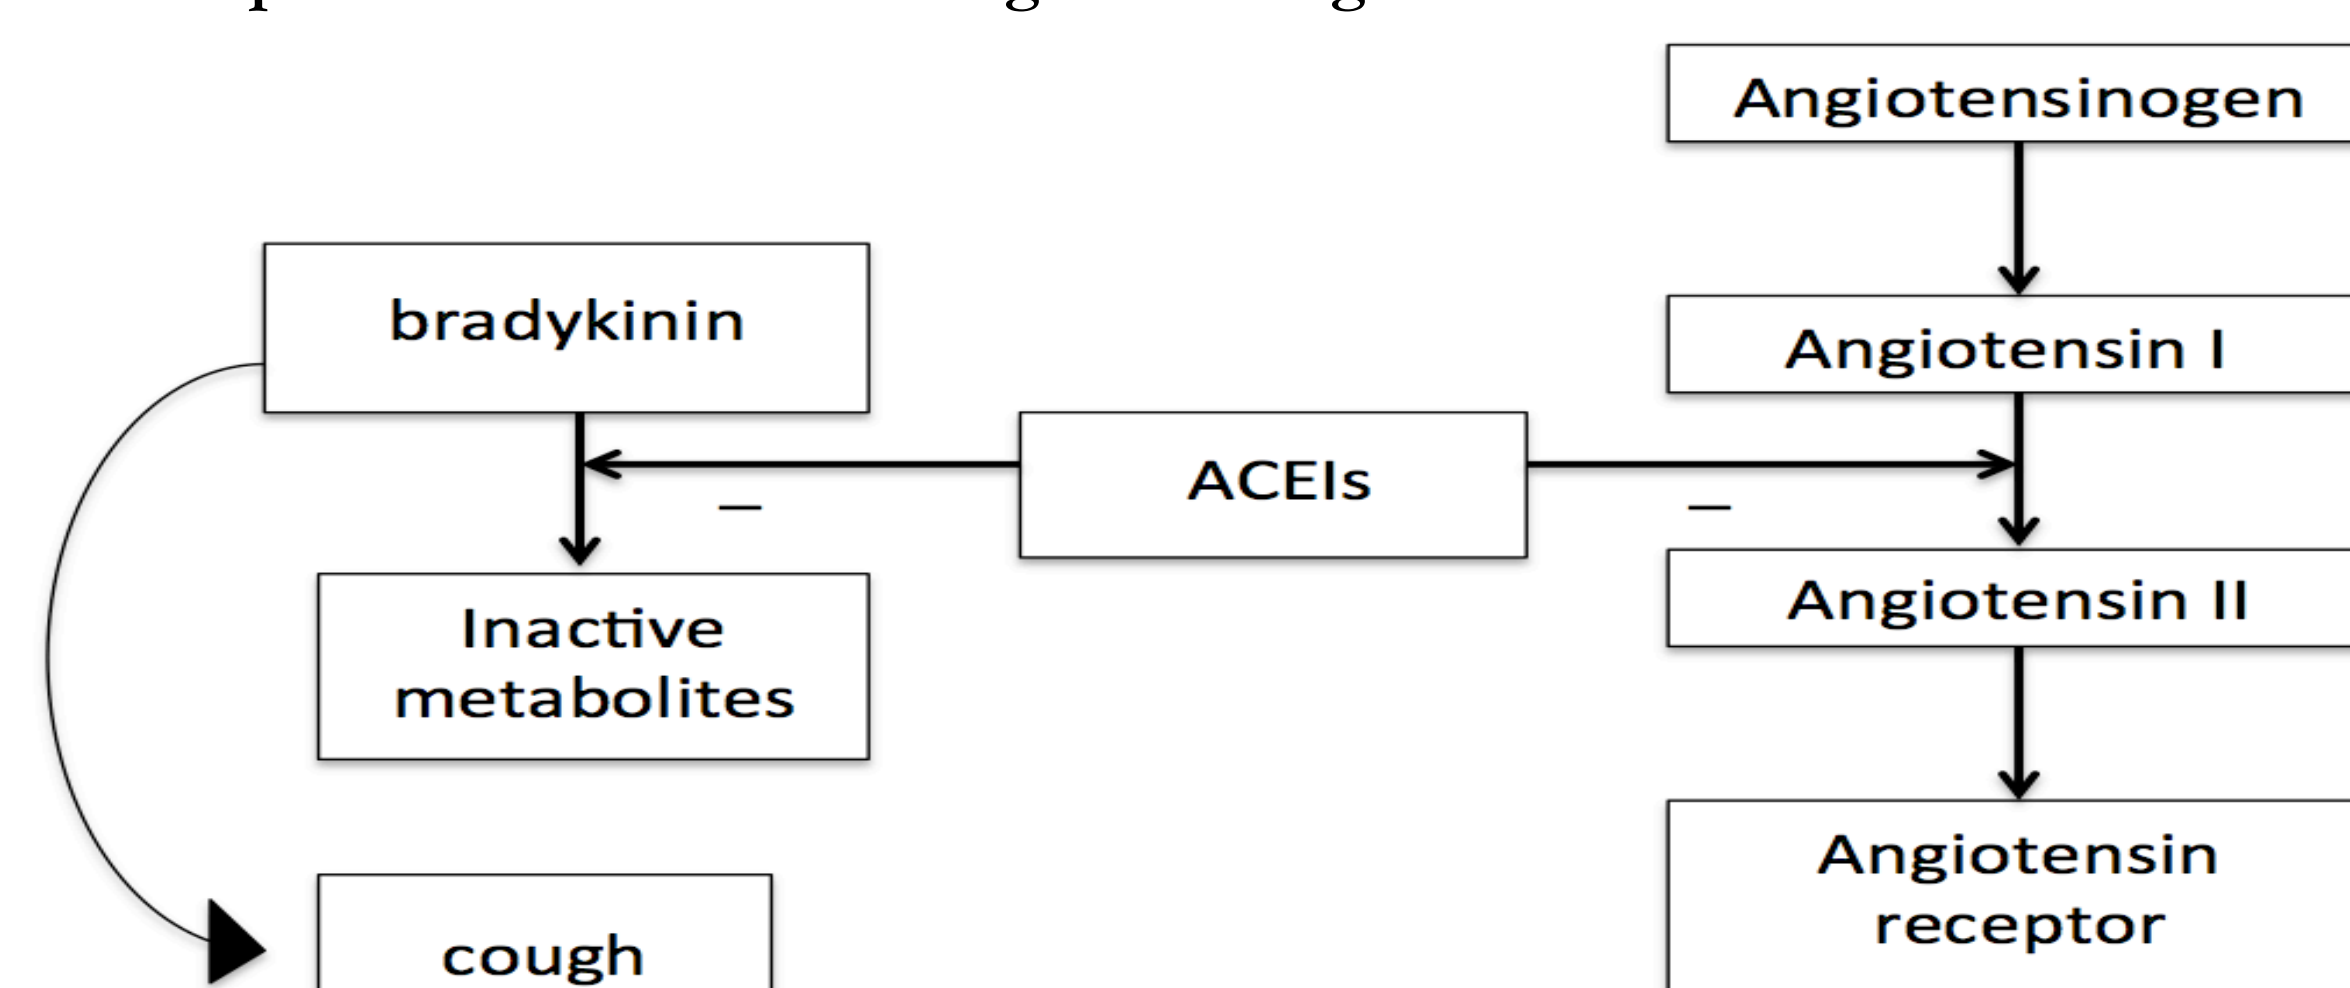 Angiotensinogen
bradykinin
Angiotensin I
ACEIs
–
–
Inactive
metabolites
Angiotensin II
Angiotensin
receptor
cough